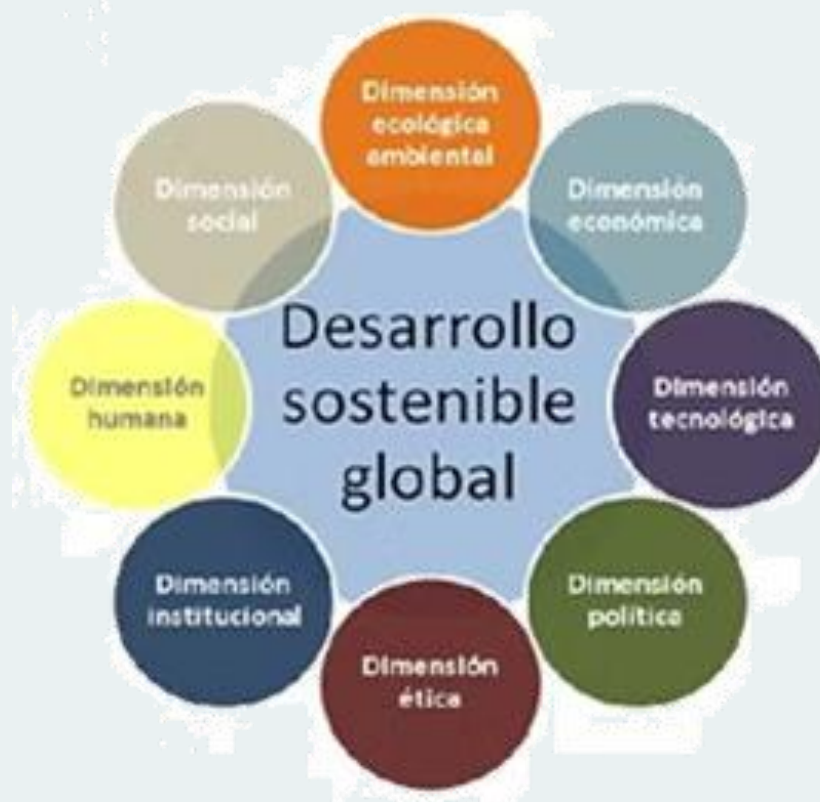 Dimensión
ecológica
ambiental
Dimensión
económica
Dimensión
tecnológica
Dimensión
política
Dimensión
ética
Dimensión
institucional
Dimensión
humana
Dimensión
social
Desarrollo
sostenible
global